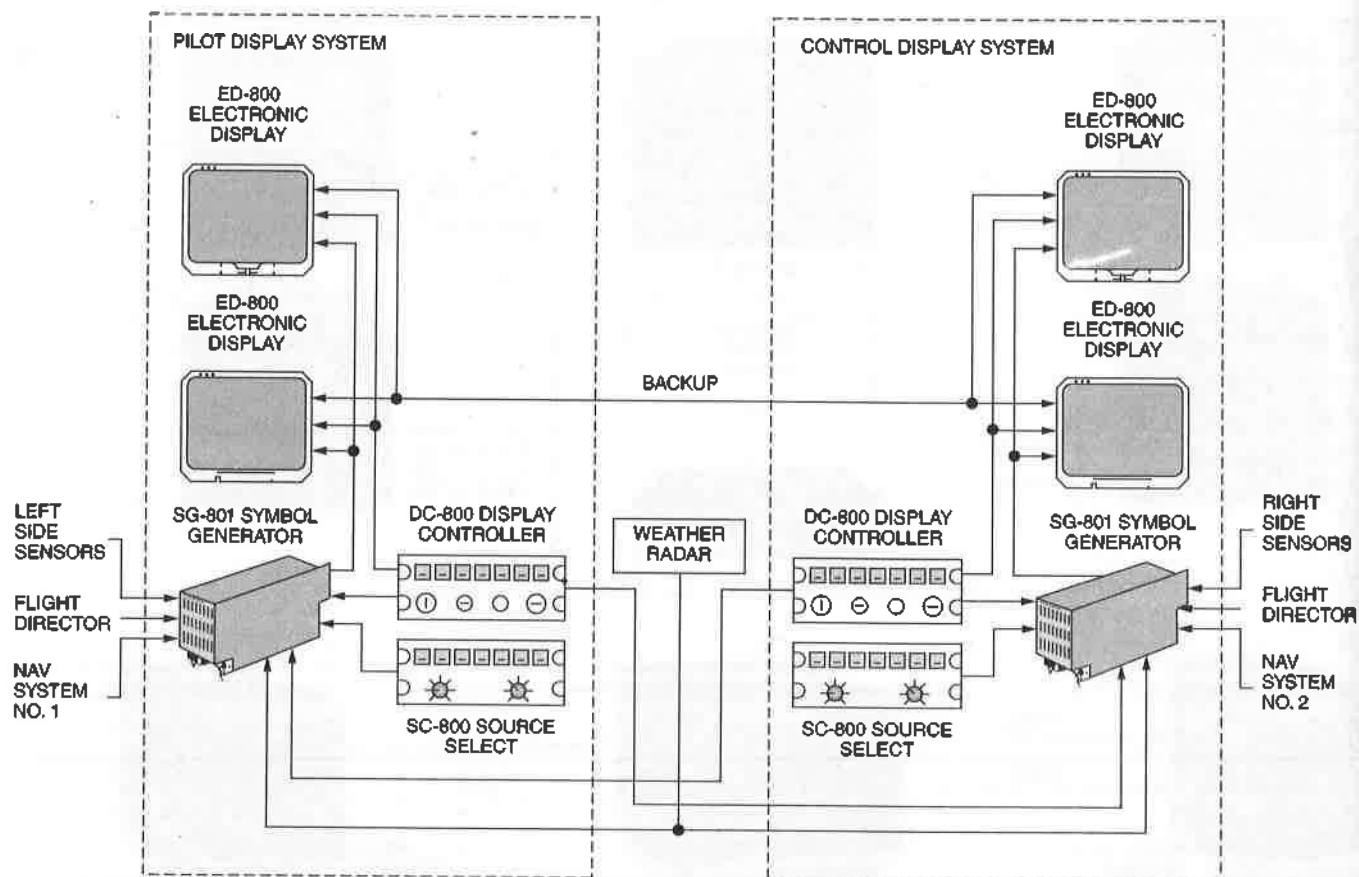 PILOT DISPLAY SYSTEM
CONTROL DISPLAY SYSTEM
ED-800
ELECTRONIC
DISPLAY
ED-800
ELECTRONIC
DISPLAY
ED-800
ELECTRONIC
DISPLAY
ED-800
ELECTRONIC
DISPLAY
BACKUP
LEFT
SIDE
SENSORS
SG-801 SYMBOL
GENERATOR
DC-800 DISPLAY
CONTROLLER
WEATHER
RADAR
DC-800 DISPLAY
CONTROLLER
SG-801 SYMBOL
GENERATOR
RIGHT
SIDE
SENSORS
FLIGHT
DIRECTOR
FLIGHT
DIRECTOR
NAV
SYSTEM
NO. 1
SC-800 SOURCE
SELECT
SC-800 SOURCE
SELECT
NAV
SYSTEM
NO. 2